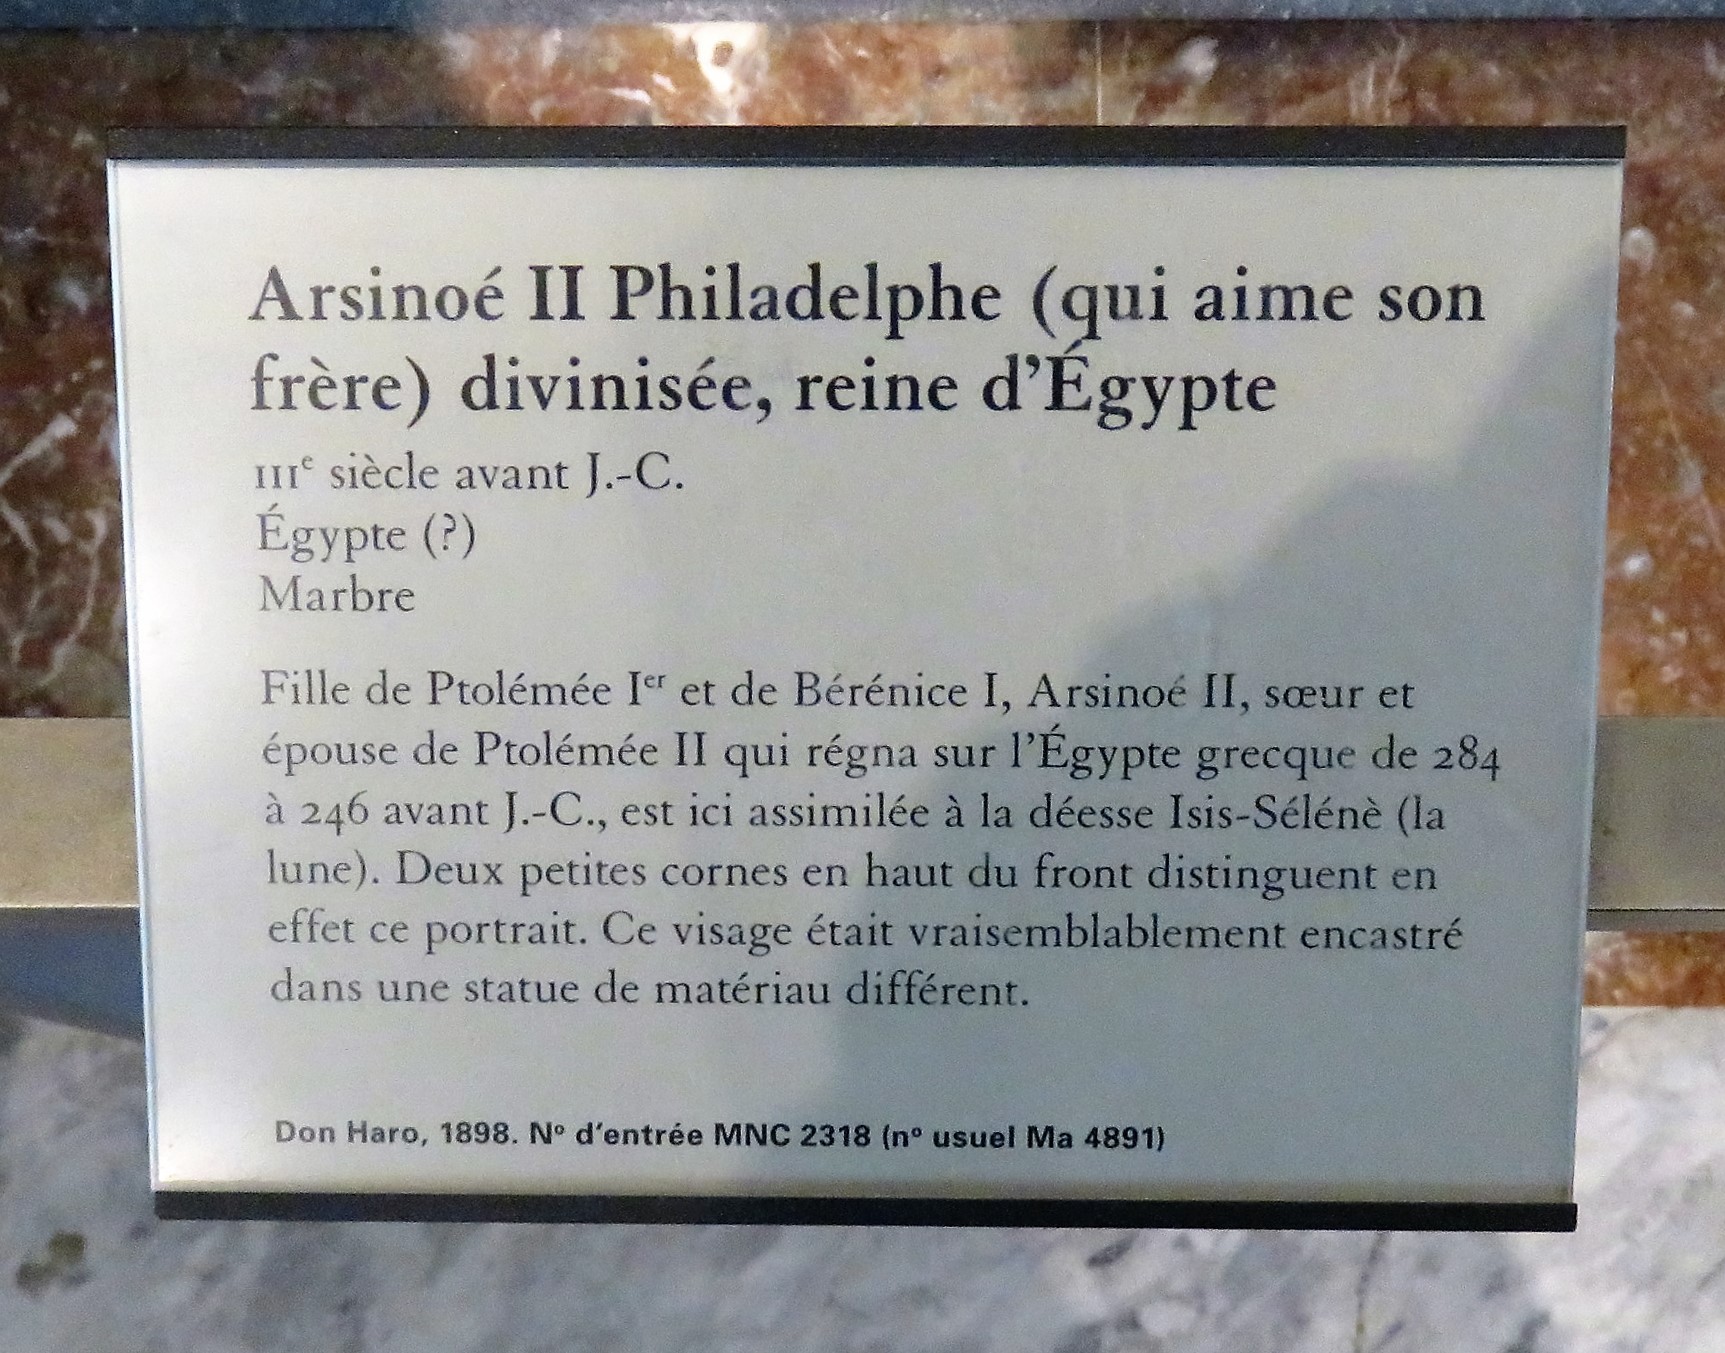 Arsinoé II Philadelphe (qui aime son
frère) divinisée, reine d’Égypte
IIIe siècle avant J.-C.
Égypte (?)
Marbre
Fille de Ptolémée Ier et de Bérénice I, Arsinoé II, sœur et
épouse de Ptolémée II qui régna sur l’Égypte grecque de 284
à 246 avant J.-C., est ici assimilée à la déesse Isis-Sélénè (la
lune). Deux petites cornes en haut du front distinguent en
effet ce portrait. Ce visage était vraisemblablement encastré
dans une statue de matériau différent.
Don Haro, 1898. Nº d’entrée MNC 2318 (nº usuel Ma 4891)